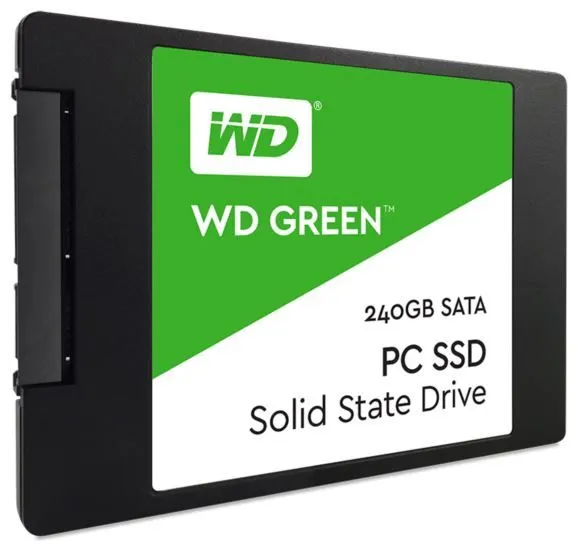 WD®
WD GREEN™
240GB SATA
PC SSD
Solid State Drive